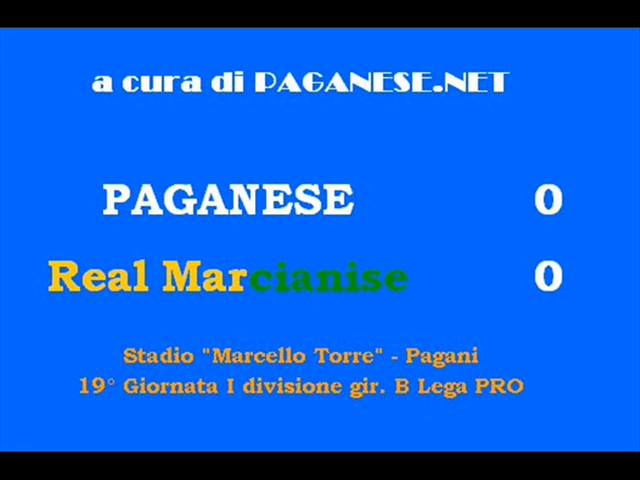 a cura di PAGANESE.NET
PAGANESE 0
Real Marcianise 0
Stadio "Marcello Torre" - Pagani
19° Giornata I divisione gir. B Lega PRO